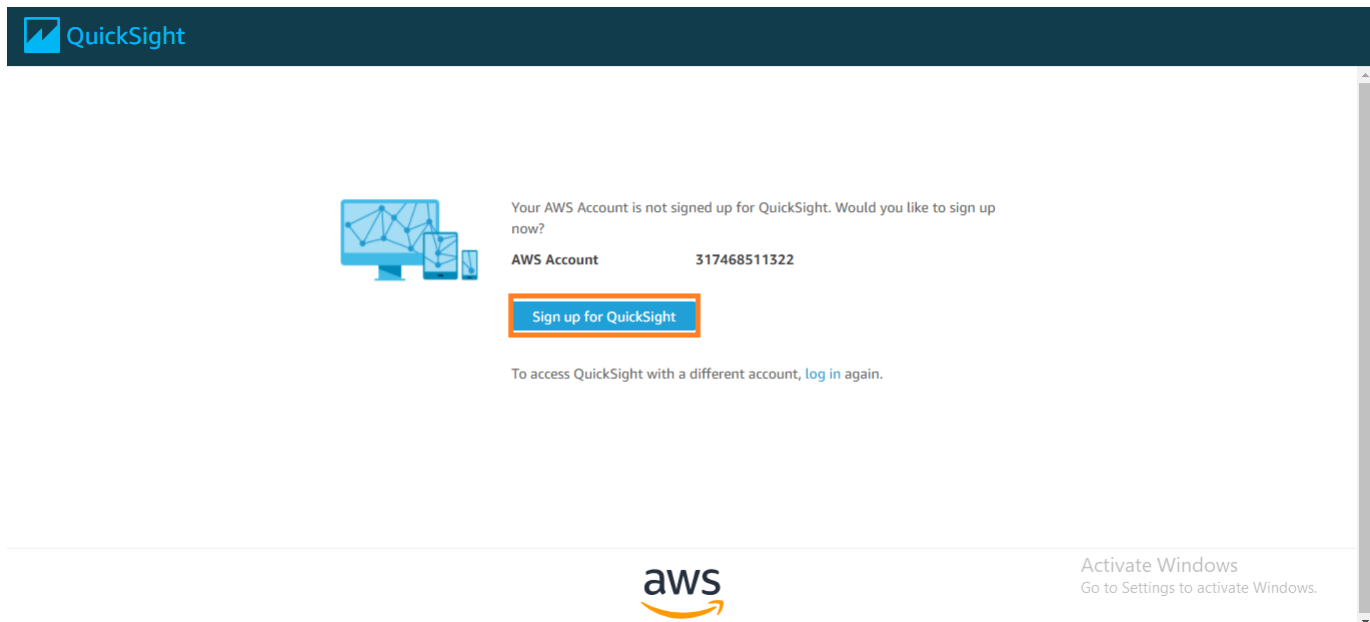 QuickSight
Your AWS Account is not signed up for QuickSight. Would you like to sign up
now?
AWS Account 317468511322
Sign up for QuickSight
To access QuickSight with a different account, log in again.
aws
Activate Windows
Go to Settings to activate Windows.